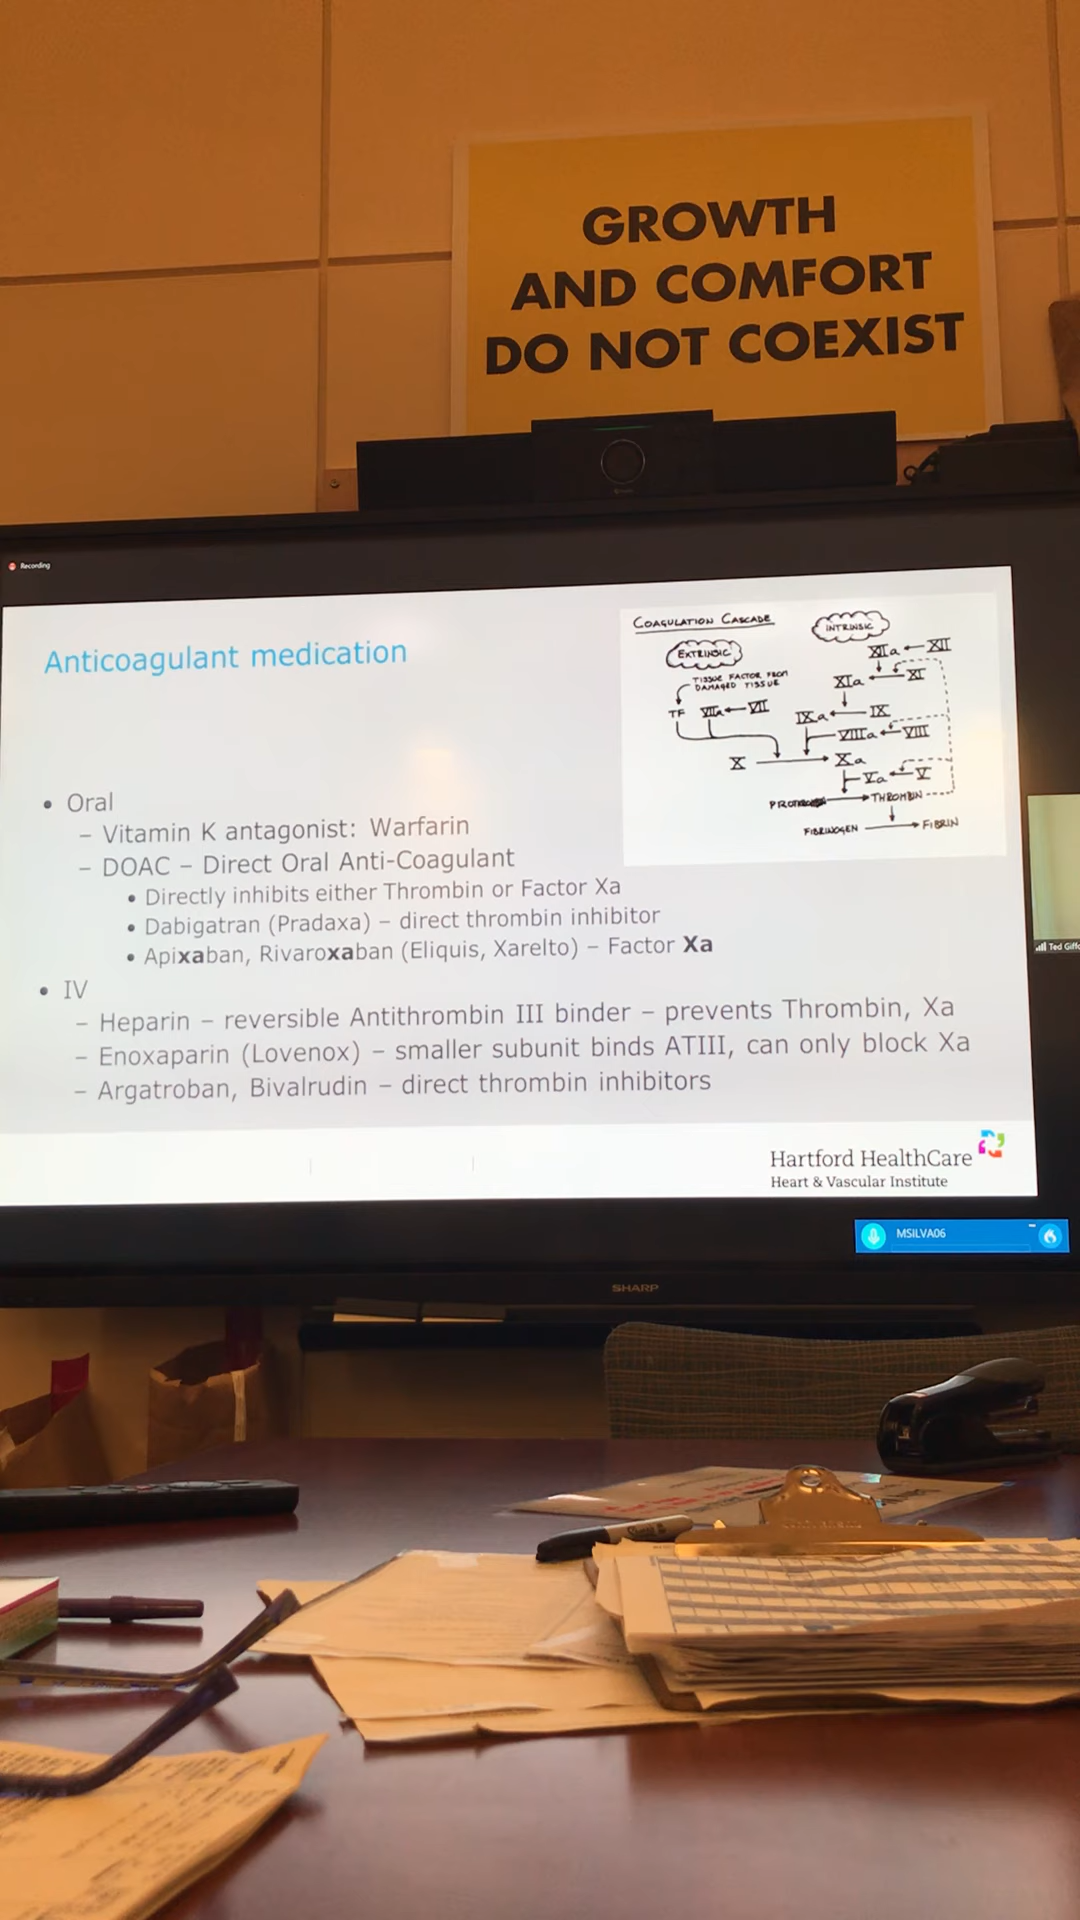 GROWTH
AND COMFORT
DO NOT COEXIST
Recording
Anticoagulant medication
COAGULATION CASCADE
EXTRINSIC
INTRINSIC
TISSUE FACTOR FROM
DAMAGED TISSUE
XIIa ← XII
XIa ← XI
TF VIIa ← VII
IXa ← IX
VIIIa ← VIII
X → Xa
Va ← V
→ THROMBIN
FIBRINOGEN → FIBRIN
• Oral
– Vitamin K antagonist: Warfarin
– DOAC – Direct Oral Anti-Coagulant
• Directly inhibits either Thrombin or Factor Xa
• Dabigatran (Pradaxa) – direct thrombin inhibitor
• Apixaban, Rivaroxaban (Eliquis, Xarelto) – Factor Xa
• IV
– Heparin – reversible Antithrombin III binder – prevents Thrombin, Xa
– Enoxaparin (Lovenox) – smaller subunit binds ATIII, can only block Xa
– Argatroban, Bivalrudin – direct thrombin inhibitors
Ted Giffo
Hartford HealthCare
Heart & Vascular Institute
MSILVA06
SHARP
Sharpie